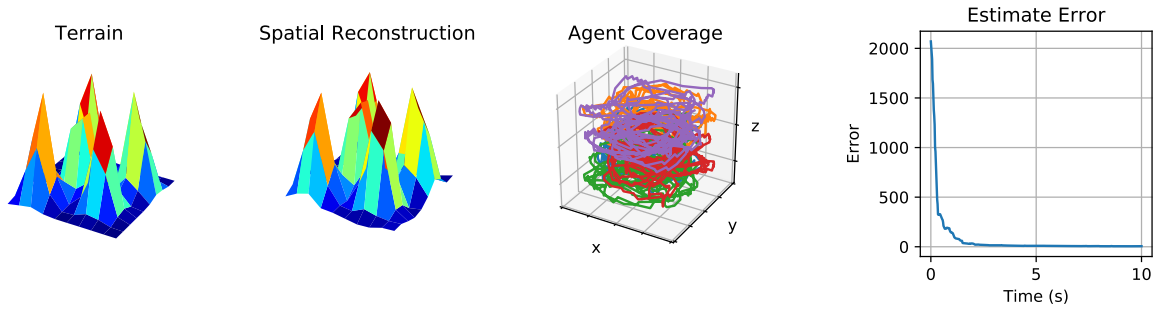 Terrain
Spatial Reconstruction
Agent Coverage
x
y
z
Estimate Error
Error
2000
1500
1000
500
0
0 5 10
Time (s)